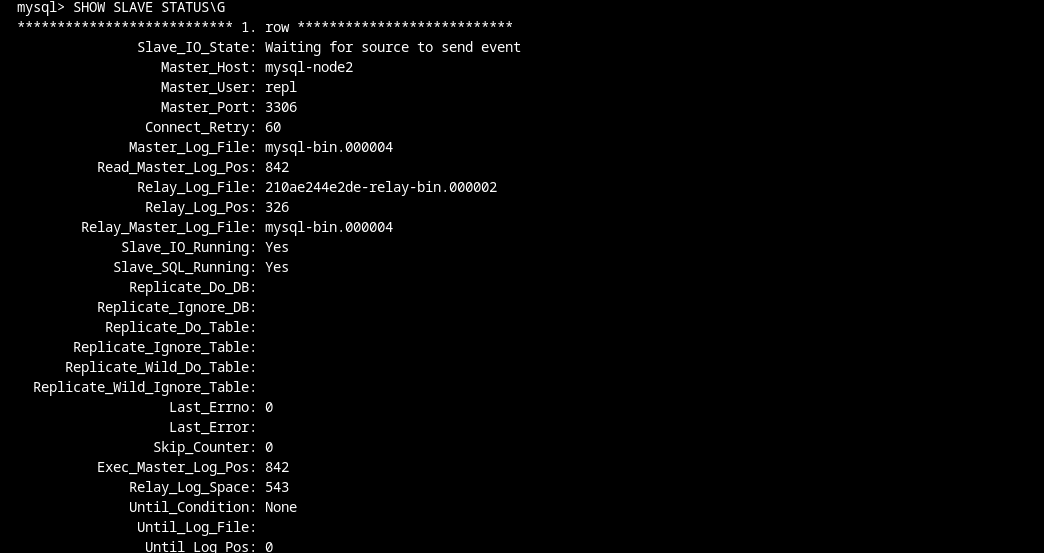 mysql> SHOW SLAVE STATUS\G
*************************** 1. row ***************************
Slave_IO_State: Waiting for source to send event
Master_Host: mysql-node2
Master_User: repl
Master_Port: 3306
Connect_Retry: 60
Master_Log_File: mysql-bin.000004
Read_Master_Log_Pos: 842
Relay_Log_File: 210ae244e2de-relay-bin.000002
Relay_Log_Pos: 326
Relay_Master_Log_File: mysql-bin.000004
Slave_IO_Running: Yes
Slave_SQL_Running: Yes
Replicate_Do_DB:
Replicate_Ignore_DB:
Replicate_Do_Table:
Replicate_Ignore_Table:
Replicate_Wild_Do_Table:
Replicate_Wild_Ignore_Table:
Last_Errno: 0
Last_Error:
Skip_Counter: 0
Exec_Master_Log_Pos: 842
Relay_Log_Space: 543
Until_Condition: None
Until_Log_File:
Until_Log_Pos: 0